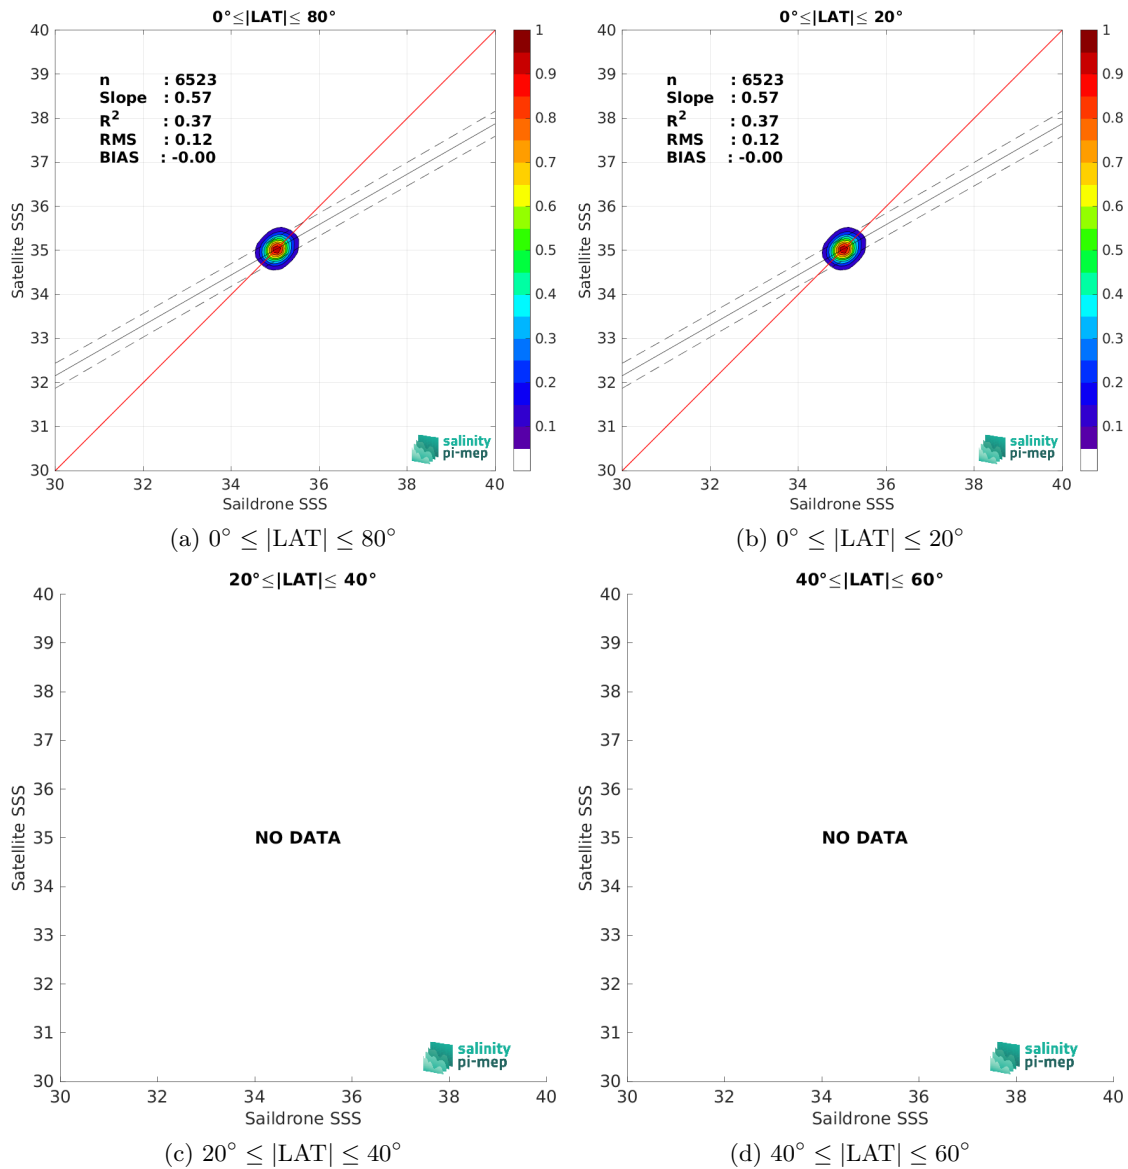 0°≤|LAT|≤ 80°
40
39
38
37
36
35
34
33
32
31
30
Satellite SSS
n : 6523
Slope : 0.57
R² : 0.37
RMS : 0.12
BIAS : -0.00
salinity
pi-mep
30 32 34 36 38 40
Saildrone SSS
1
0.9
0.8
0.7
0.6
0.5
0.4
0.3
0.2
0.1
(a) 0° ≤ |LAT| ≤ 80°
0°≤|LAT|≤ 20°
40
39
38
37
36
35
34
33
32
31
30
Satellite SSS
n : 6523
Slope : 0.57
R² : 0.37
RMS : 0.12
BIAS : -0.00
salinity
pi-mep
30 32 34 36 38 40
Saildrone SSS
1
0.9
0.8
0.7
0.6
0.5
0.4
0.3
0.2
0.1
(b) 0° ≤ |LAT| ≤ 20°
20°≤|LAT|≤ 40°
40
39
38
37
36
35
34
33
32
31
30
Satellite SSS
NO DATA
salinity
pi-mep
30 32 34 36 38 40
Saildrone SSS
(c) 20° ≤ |LAT| ≤ 40°
40°≤|LAT|≤ 60°
40
39
38
37
36
35
34
33
32
31
30
Satellite SSS
NO DATA
salinity
pi-mep
30 32 34 36 38 40
Saildrone SSS
(d) 40° ≤ |LAT| ≤ 60°